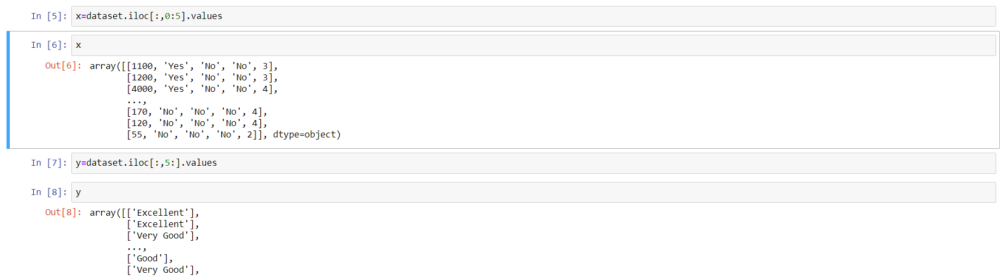 In [5]: x=dataset.iloc[:,0:5].values
In [6]: x
Out[6]: array([[1100, 'Yes', 'No', 'No', 3],
[1200, 'Yes', 'No', 'No', 3],
[4000, 'Yes', 'No', 'No', 4],
...,
[170, 'No', 'No', 'No', 4],
[120, 'No', 'No', 'No', 4],
[55, 'No', 'No', 'No', 2]], dtype=object)
In [7]: y=dataset.iloc[:,5:].values
In [8]: y
Out[8]: array([['Excellent'],
['Excellent'],
['Very Good'],
...,
['Good'],
['Very Good'],